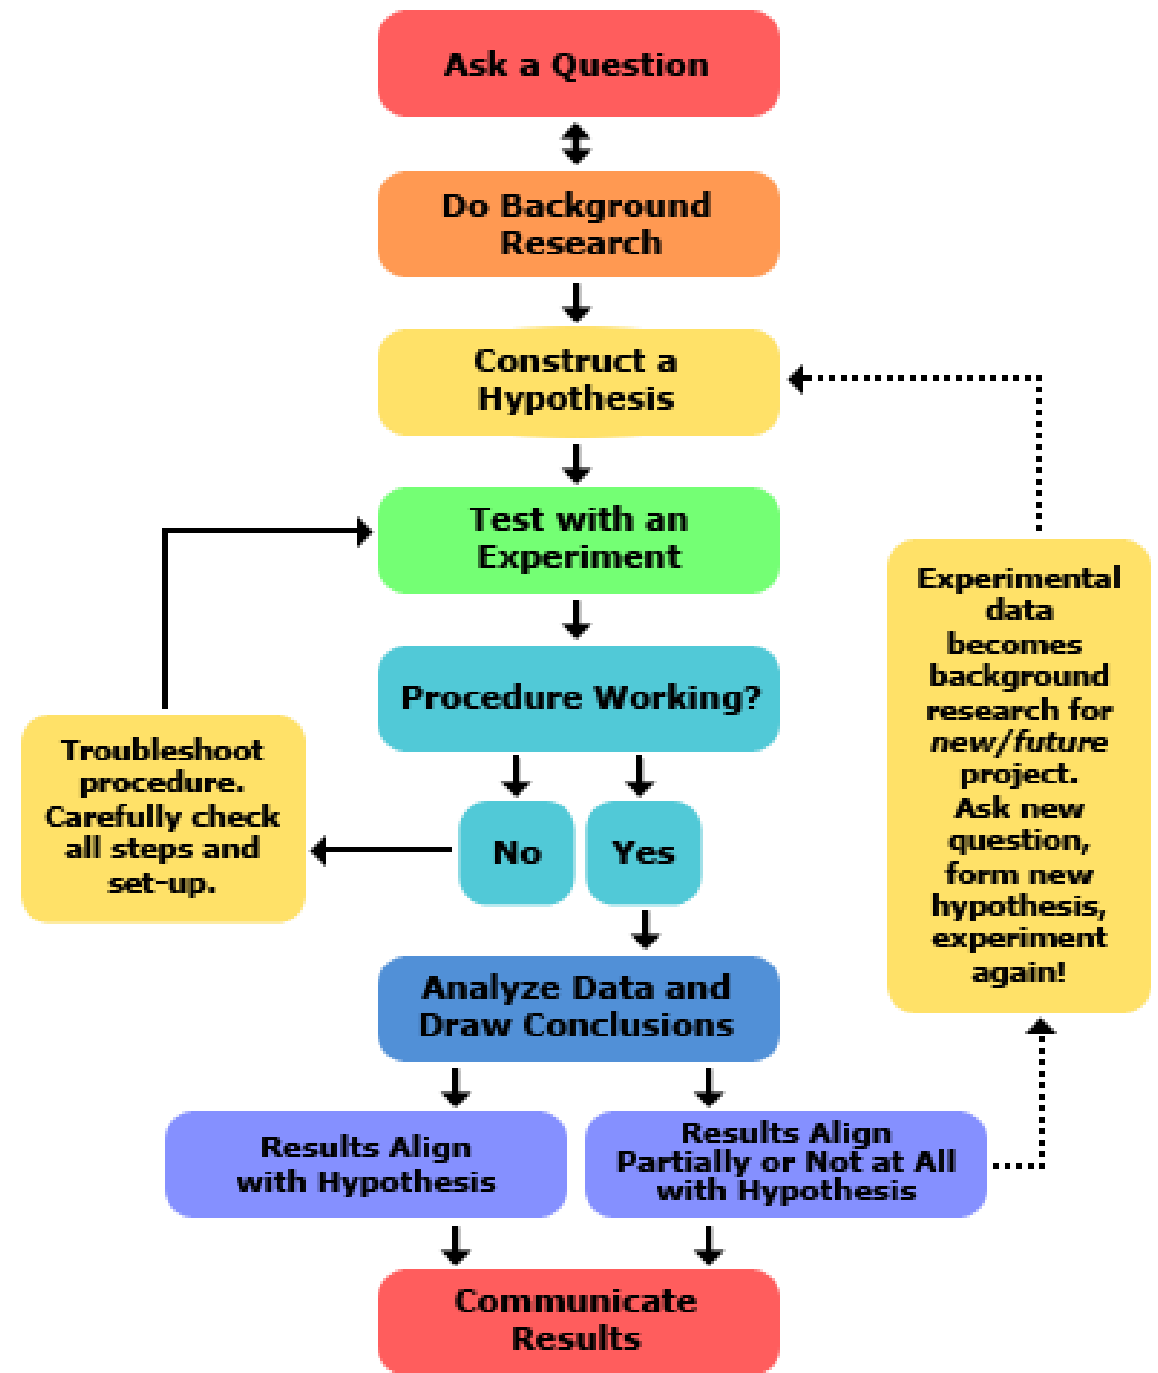 Ask a Question
Do Background
Research
Construct a
Hypothesis
Test with an
Experiment
Procedure Working?
No
Yes
Troubleshoot
procedure.
Carefully check
all steps and
set-up.
Experimental
data
becomes
background
research for
new/future
project.
Ask new
question,
form new
hypothesis,
experiment
again!
Analyze Data and
Draw Conclusions
Results Align
with Hypothesis
Results Align
Partially or Not at All
with Hypothesis
Communicate
Results